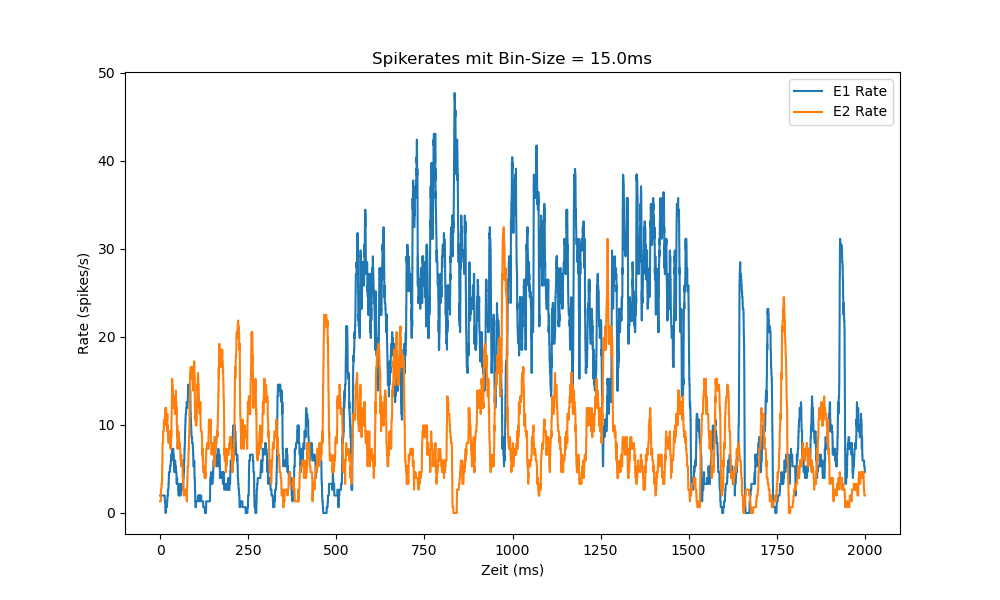 Spikerates mit Bin-Size = 15.0ms
E1 Rate
E2 Rate
Rate (spikes/s)
50
40
30
20
10
0
0 250 500 750 1000 1250 1500 1750 2000
Zeit (ms)